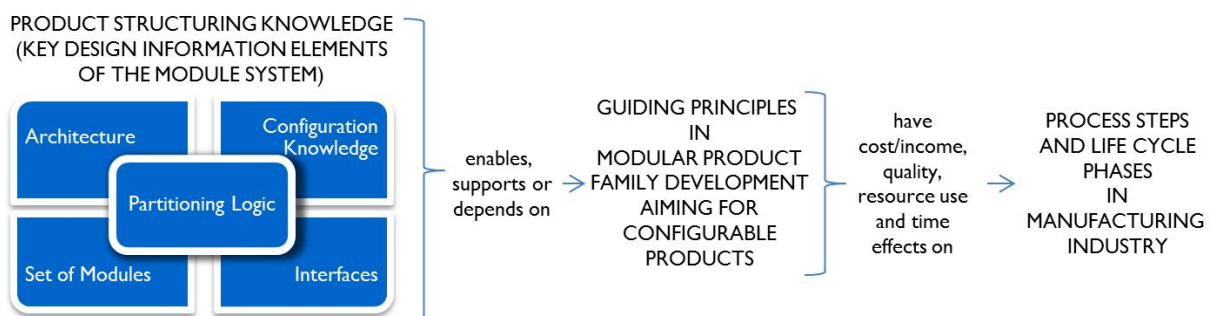 PRODUCT STRUCTURING KNOWLEDGE
(KEY DESIGN INFORMATION ELEMENTS
OF THE MODULE SYSTEM)
Architecture
Configuration
Knowledge
Partitioning Logic
Set of Modules
Interfaces
enables,
supports or
depends on
GUIDING PRINCIPLES
IN
MODULAR PRODUCT
FAMILY DEVELOPMENT
AIMING FOR
CONFIGURABLE
PRODUCTS
have
cost/income,
quality,
resource use
and time
effects on
PROCESS STEPS
AND LIFE CYCLE
PHASES
IN
MANUFACTURING
INDUSTRY